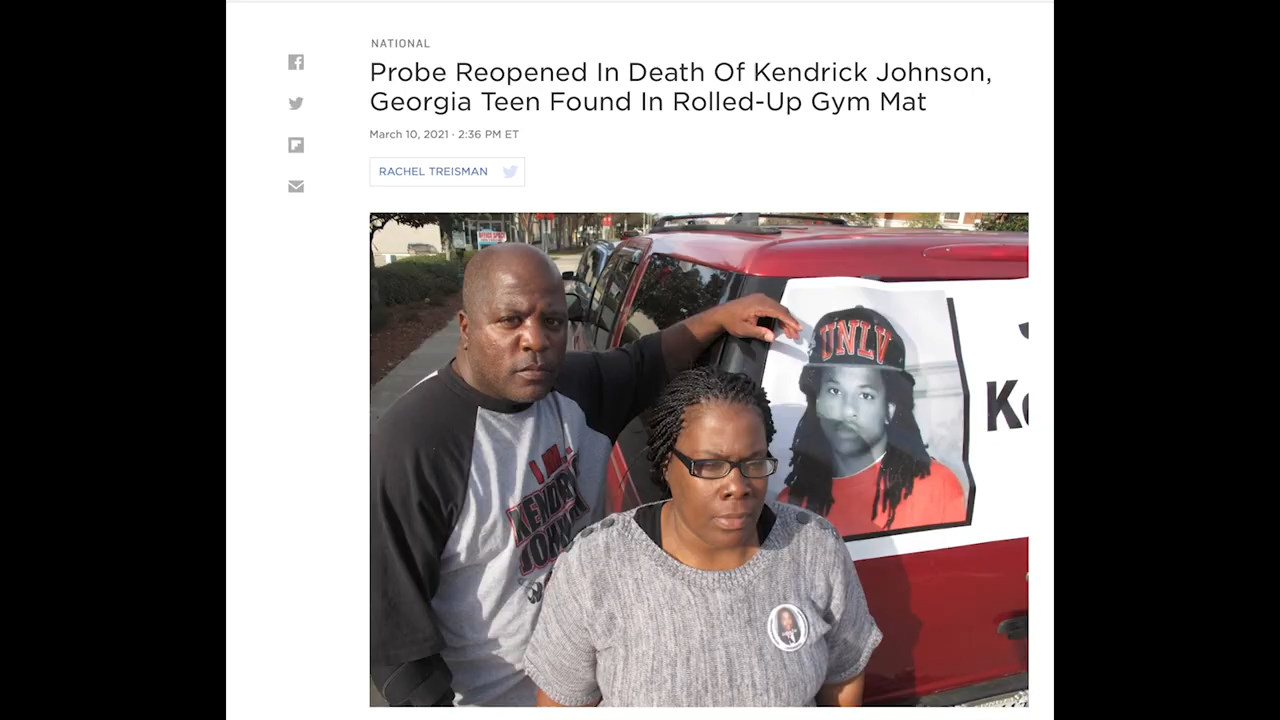 NATIONAL
Probe Reopened In Death Of Kendrick Johnson,
Georgia Teen Found In Rolled-Up Gym Mat
March 10, 2021 · 2:36 PM ET
RACHEL TREISMAN
UNLV
I AM...